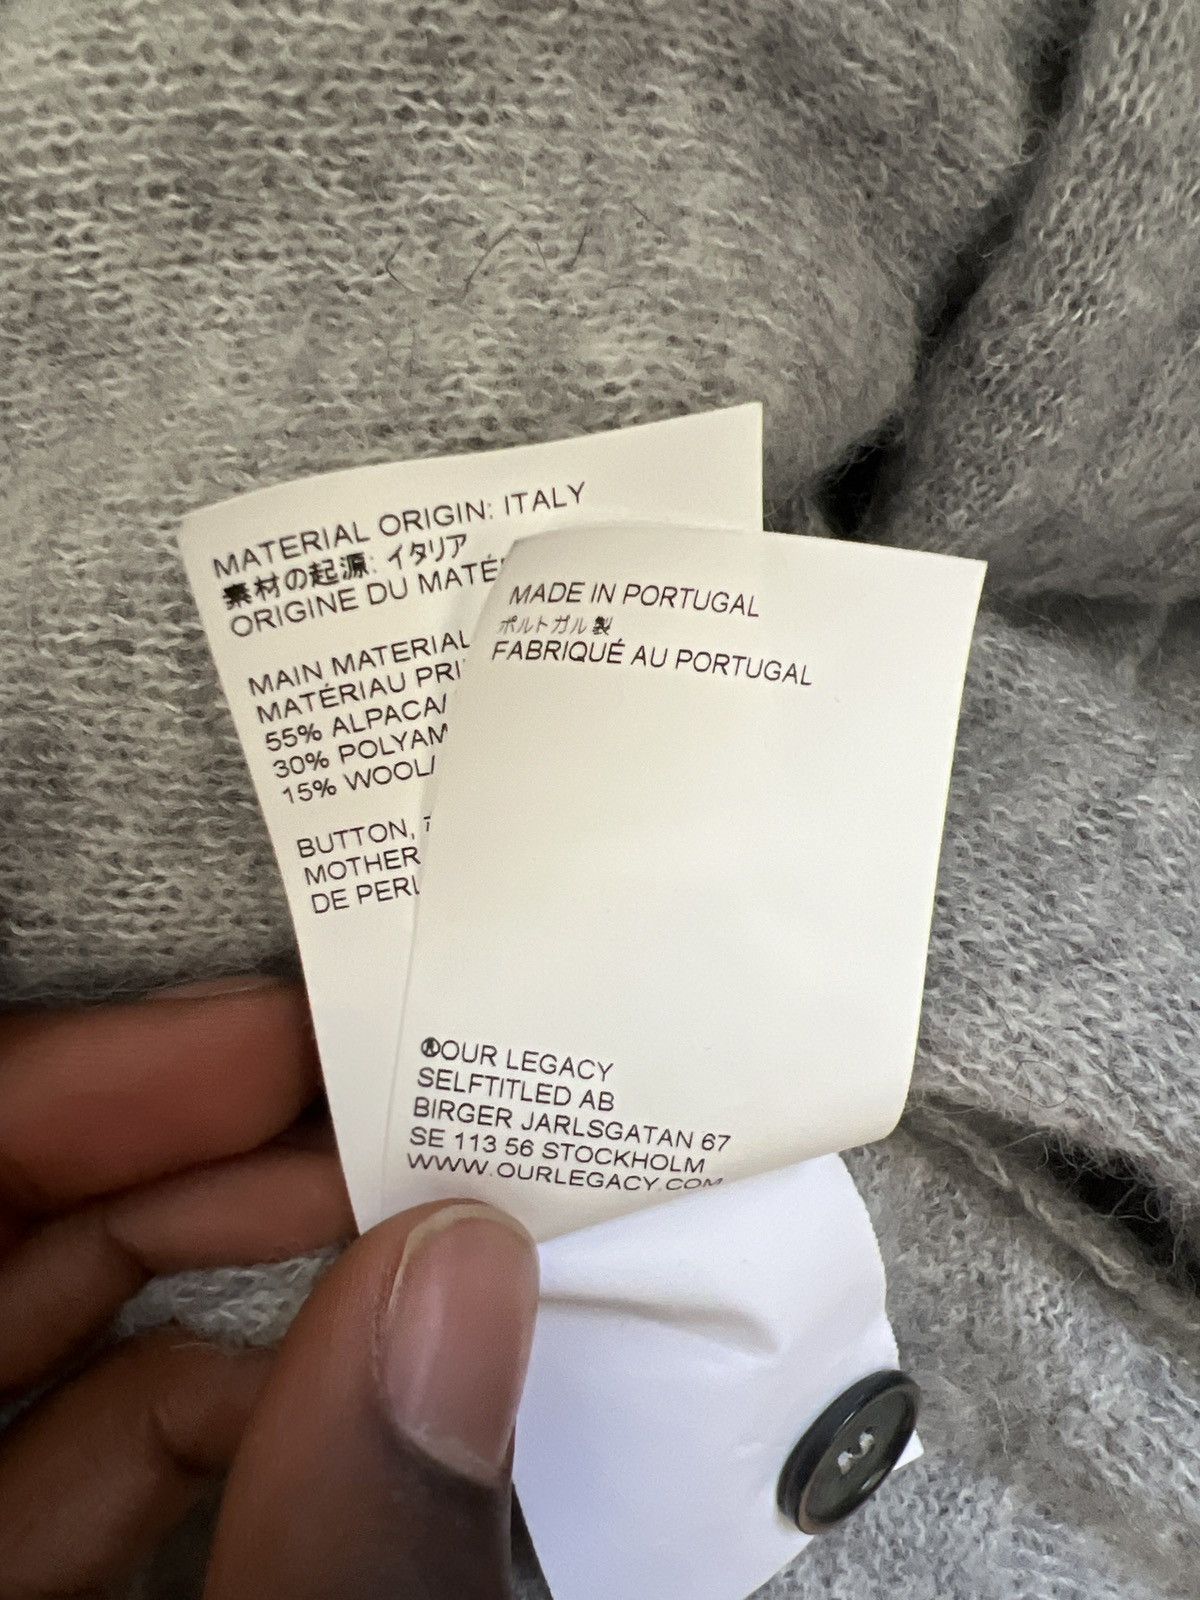 MATERIAL ORIGIN: ITALY
素材の起源: イタリア
ORIGINE DU MATÉ
MAIN MATERIAL
MATÉRIAU PRI
55% ALPACA/
30% POLYAM
15% WOOL/
BUTTON,
MOTHER
DE PERL
MADE IN PORTUGAL
ポルトガル製
FABRIQUÉ AU PORTUGAL
®OUR LEGACY
SELFTITLED AB
BIRGER JARLSGATAN 67
SE 113 56 STOCKHOLM
WWW.OURLEGACY.COM